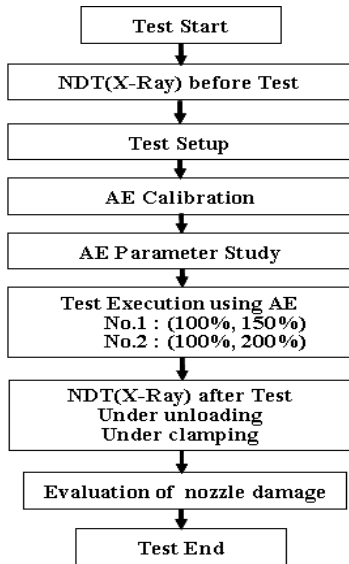 Test Start
NDT(X-Ray) before Test
Test Setup
AE Calibration
AE Parameter Study
Test Execution using AE
No.1 : (100%, 150%)
No.2 : (100%, 200%)
NDT(X-Ray) after Test
Under unloading
Under clamping
Evaluation of nozzle damage
Test End